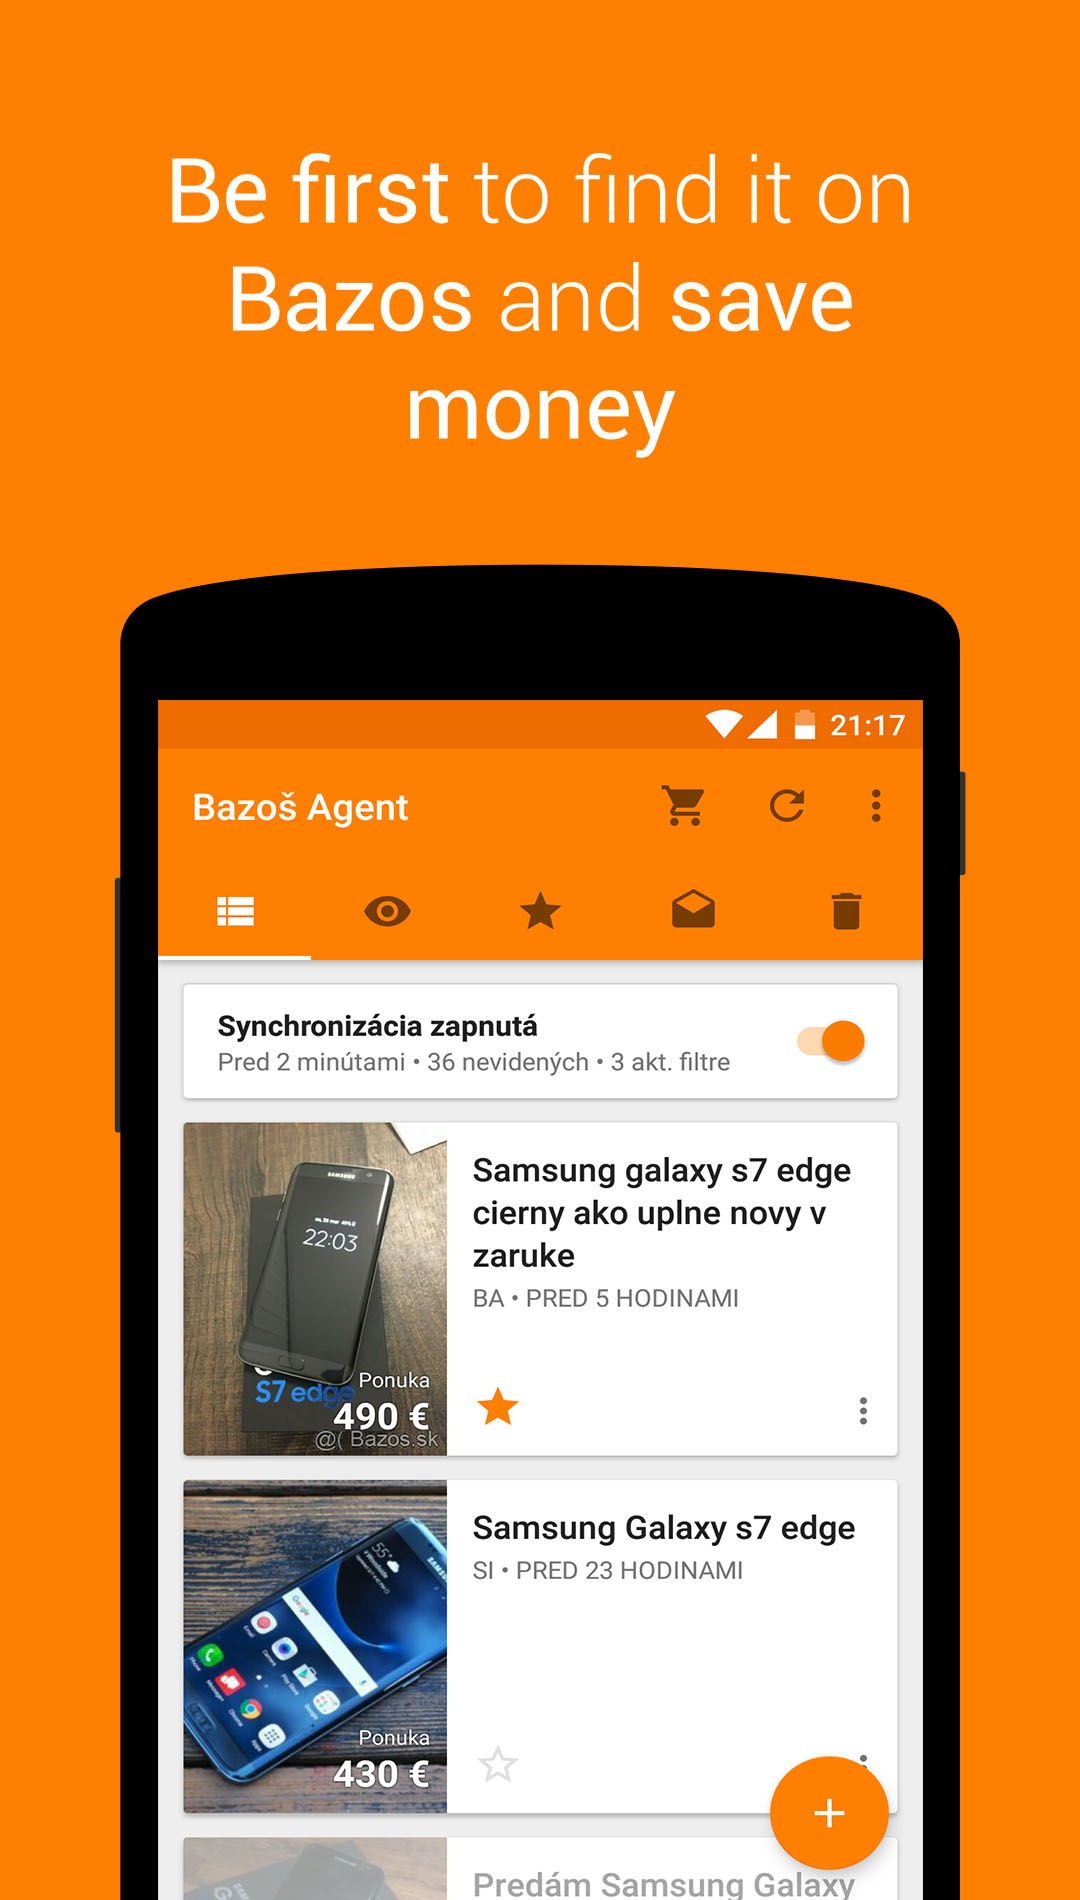 Be first to find it on
Bazos and save
money
21:17
Bazoš Agent
Synchronizácia zapnutá
Pred 2 minútami • 36 nevidených • 3 akt. filtre
SAMSUNG
22:03
S7 edge
Ponuka
490 €
@( Bazos.sk
Samsung galaxy s7 edge
cierny ako uplne novy v
zaruke
BA • PRED 5 HODINAMI
55°
Google
Ponuka
430 €
Samsung Galaxy s7 edge
SI • PRED 23 HODINAMI
Predám Samsung Galaxy